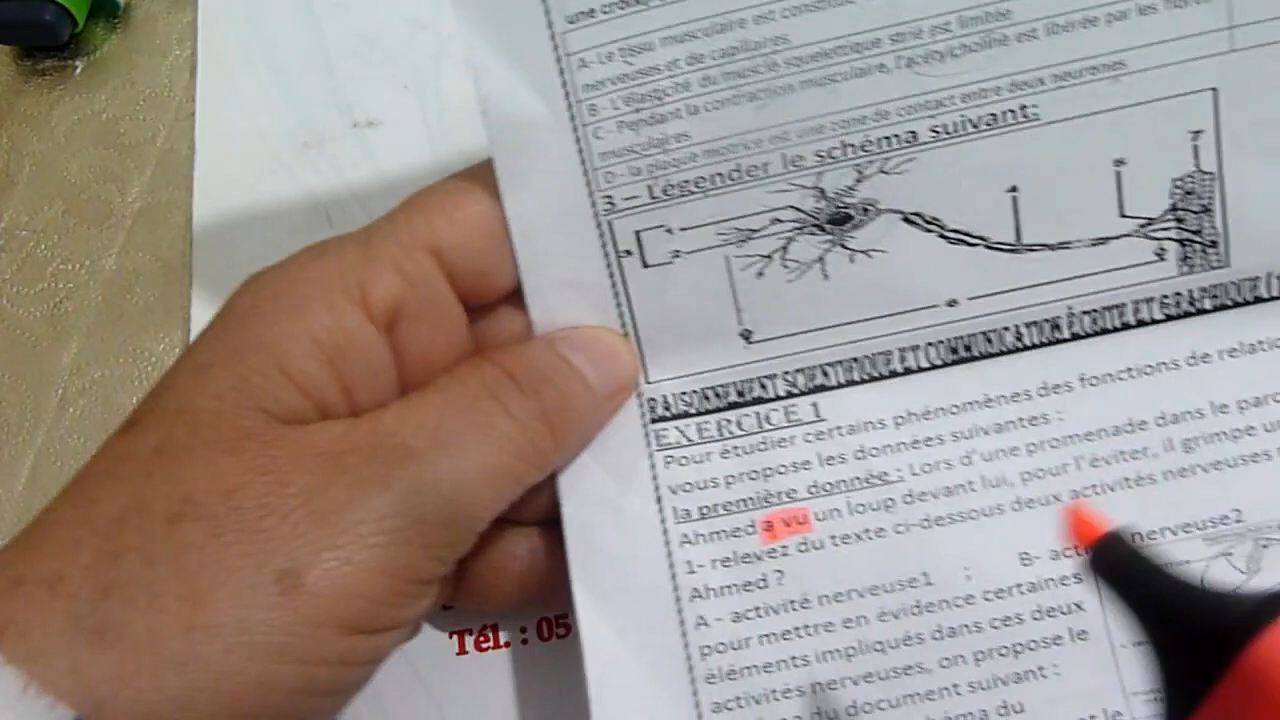 une croix
A- Le tissu musculaire est constitué
nerveuses et de capillaires
B - L'élasticité du muscle squelettique strié est limitée
C - Pendant la contraction musculaire, l'acétylcholine est libérée par les fibres
musculaires
D- la plaque motrice est une zone de contact entre deux neurones
3 – Légender le schéma suivant:
RAISONNEMENT SCIENTIFIQUE ET COMMUNICATION ÉCRITE ET GRAPHIQUE (1
EXERCICE 1
Pour étudier certains phénomènes des fonctions de relati
vous propose les données suivantes :
la première donnée : Lors d'une promenade dans le parc
Ahmed a vu un loup devant lui, pour l'éviter, il grimpe un
1- relevez du texte ci-dessous deux activités nerveuses
Ahmed ?
A - activité nerveuse1 ; B- acti nerveuse2
pour mettre en évidence certaines
éléments impliqués dans ces deux
activités nerveuses, on propose le
du document suivant :
Tél. : 05